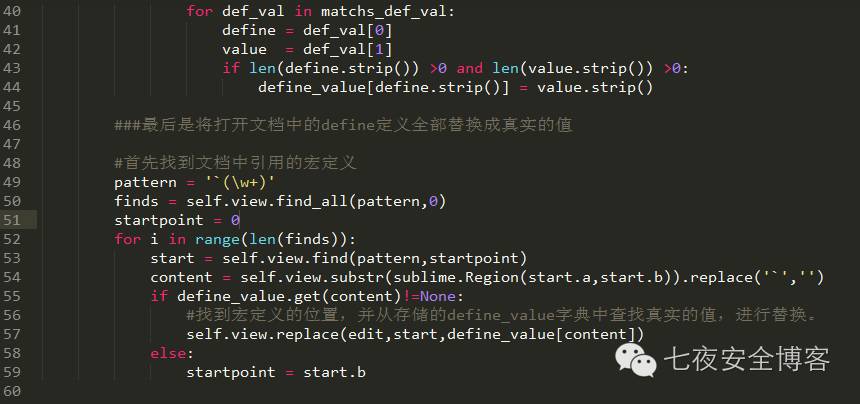 40 for def_val in matchs_def_val:
41 define = def_val[0]
42 value  = def_val[1]
43 if len(define.strip()) >0 and len(value.strip()) >0:
44 define_value[define.strip()] = value.strip()
45
46 ###最后是将打开文档中的define定义全部替换成真实的值
47
48 #首先找到文档中引用的宏定义
49 pattern = '`(\w+)'
50 finds = self.view.find_all(pattern,0)
51 startpoint = 0
52 for i in range(len(finds)):
53 start = self.view.find(pattern,startpoint)
54 content = self.view.substr(sublime.Region(start.a,start.b)).replace('`','')
55 if define_value.get(content)!=None:
56 #找到宏定义的位置，并从存储的define_value字典中查找真实的值，进行替换。
57 self.view.replace(edit,start,define_value[content])
58 else:
59 startpoint = start.b
60
七夜安全博客